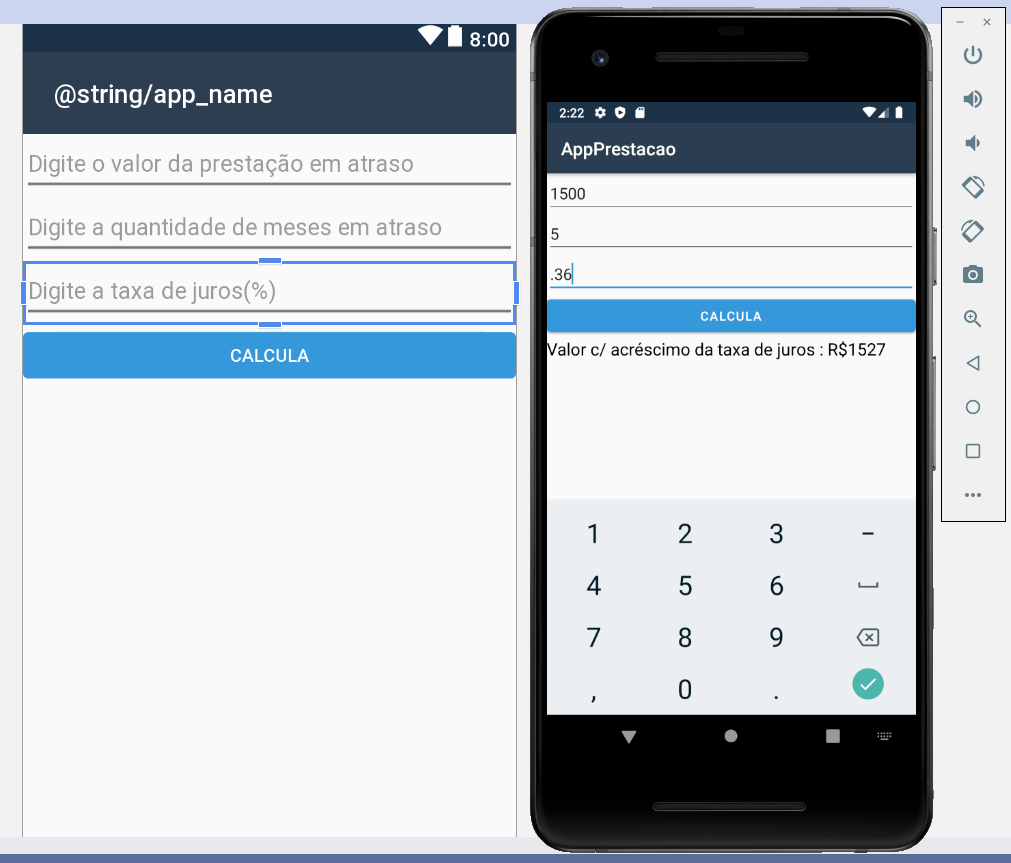 8:00
@string/app_name
Digite o valor da prestação em atraso
Digite a quantidade de meses em atraso
Digite a taxa de juros(%)
CALCULA
2:22
AppPrestacao
1500
5
.36
CALCULA
Valor c/ acréscimo da taxa de juros : R$1527
1 2 3 -
4 5 6
7 8 9
, 0 .